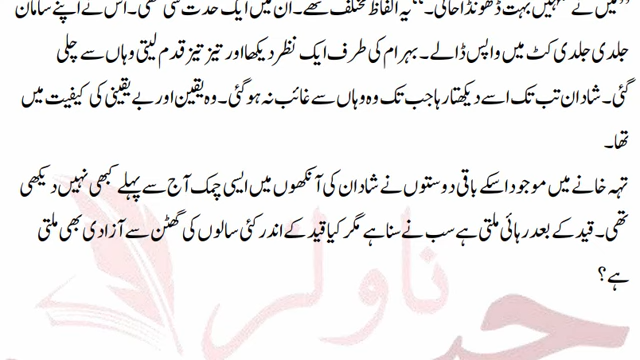 ”میں نے تمہیں بہت ڈھونڈا حالی۔“ یہ الفاظ مختلف تھے۔ ان میں ایک حدت سی تھی۔ اس نے اپنے سامان
جلدی جلدی کٹ میں واپس ڈالے۔ بہرام کی طرف ایک نظر دیکھا اور تیز تیز قدم لیتی وہاں سے چلی
گئی۔ شادان تب تک اسے دیکھتا رہا جب تک وہ وہاں سے غائب نہ ہو گئی۔ وہ یقین اور بے یقینی کی کیفیت میں
تھا۔
تہہ خانے میں موجود اسکے باقی دوستوں نے شادان کی آنکھوں میں ایسی چمک آج سے پہلے کبھی نہیں دیکھی
تھی۔ قید کے بعد رہائی ملتی ہے سب نے سنا ہے مگر کیا قید کے اندر کئی سالوں کی گھٹن سے آزادی بھی ملتی
ہے؟
ناولز